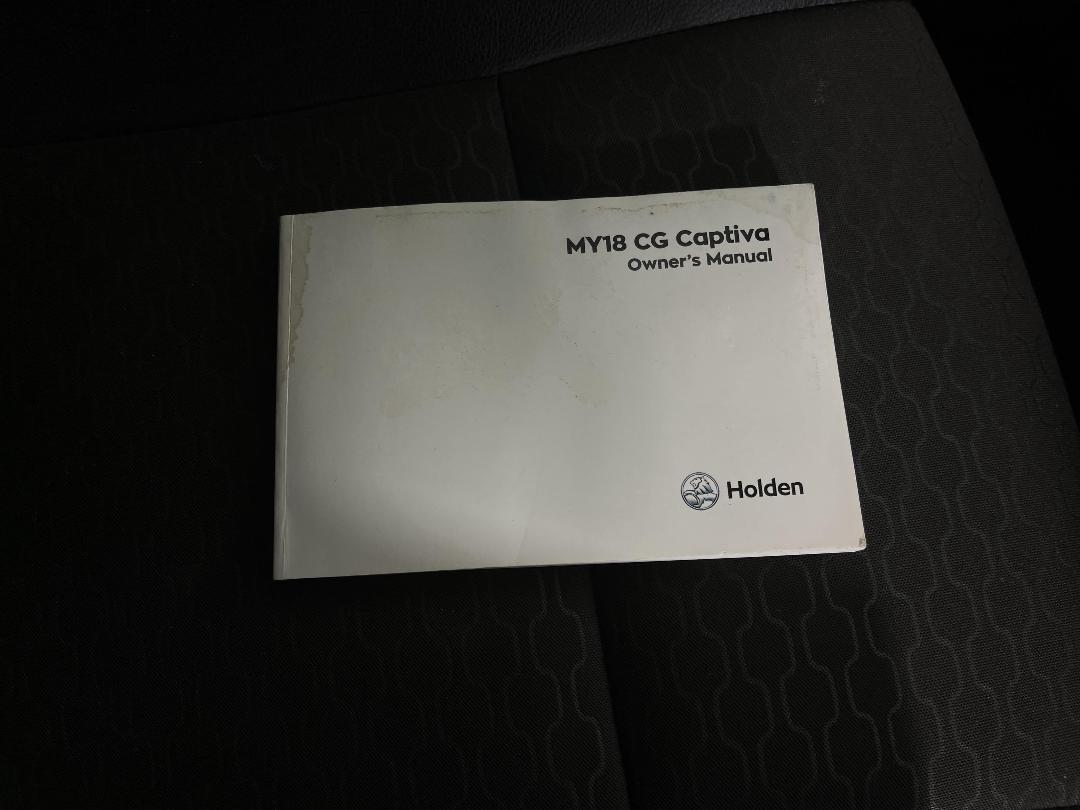 MY18 CG Captiva
Owner's Manual
Holden